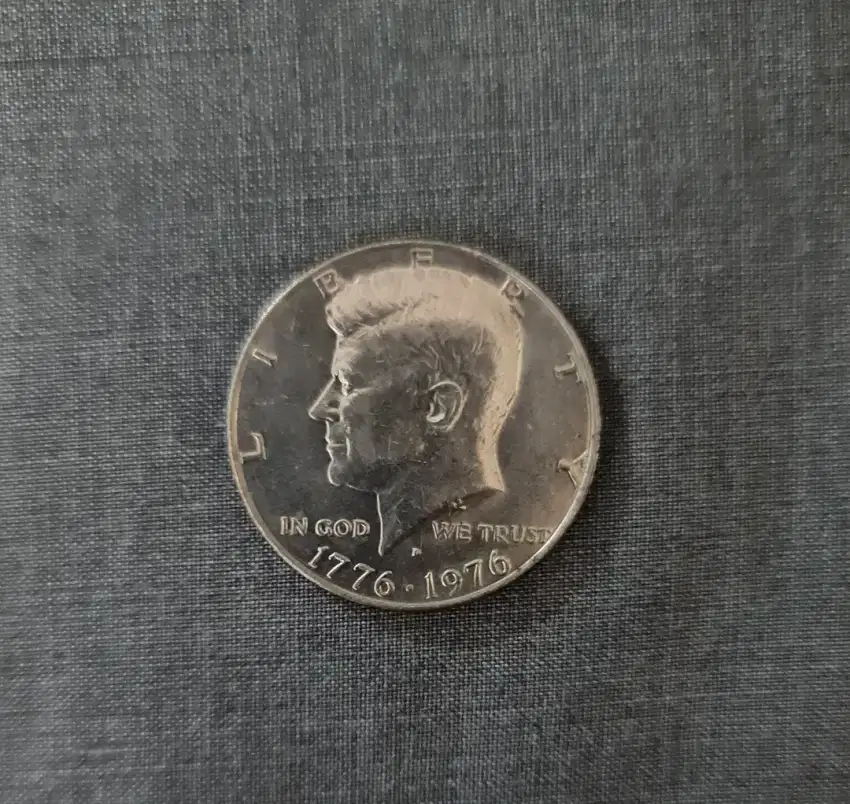 LIBERTY
IN GOD WE TRUST
D
1776 · 1976